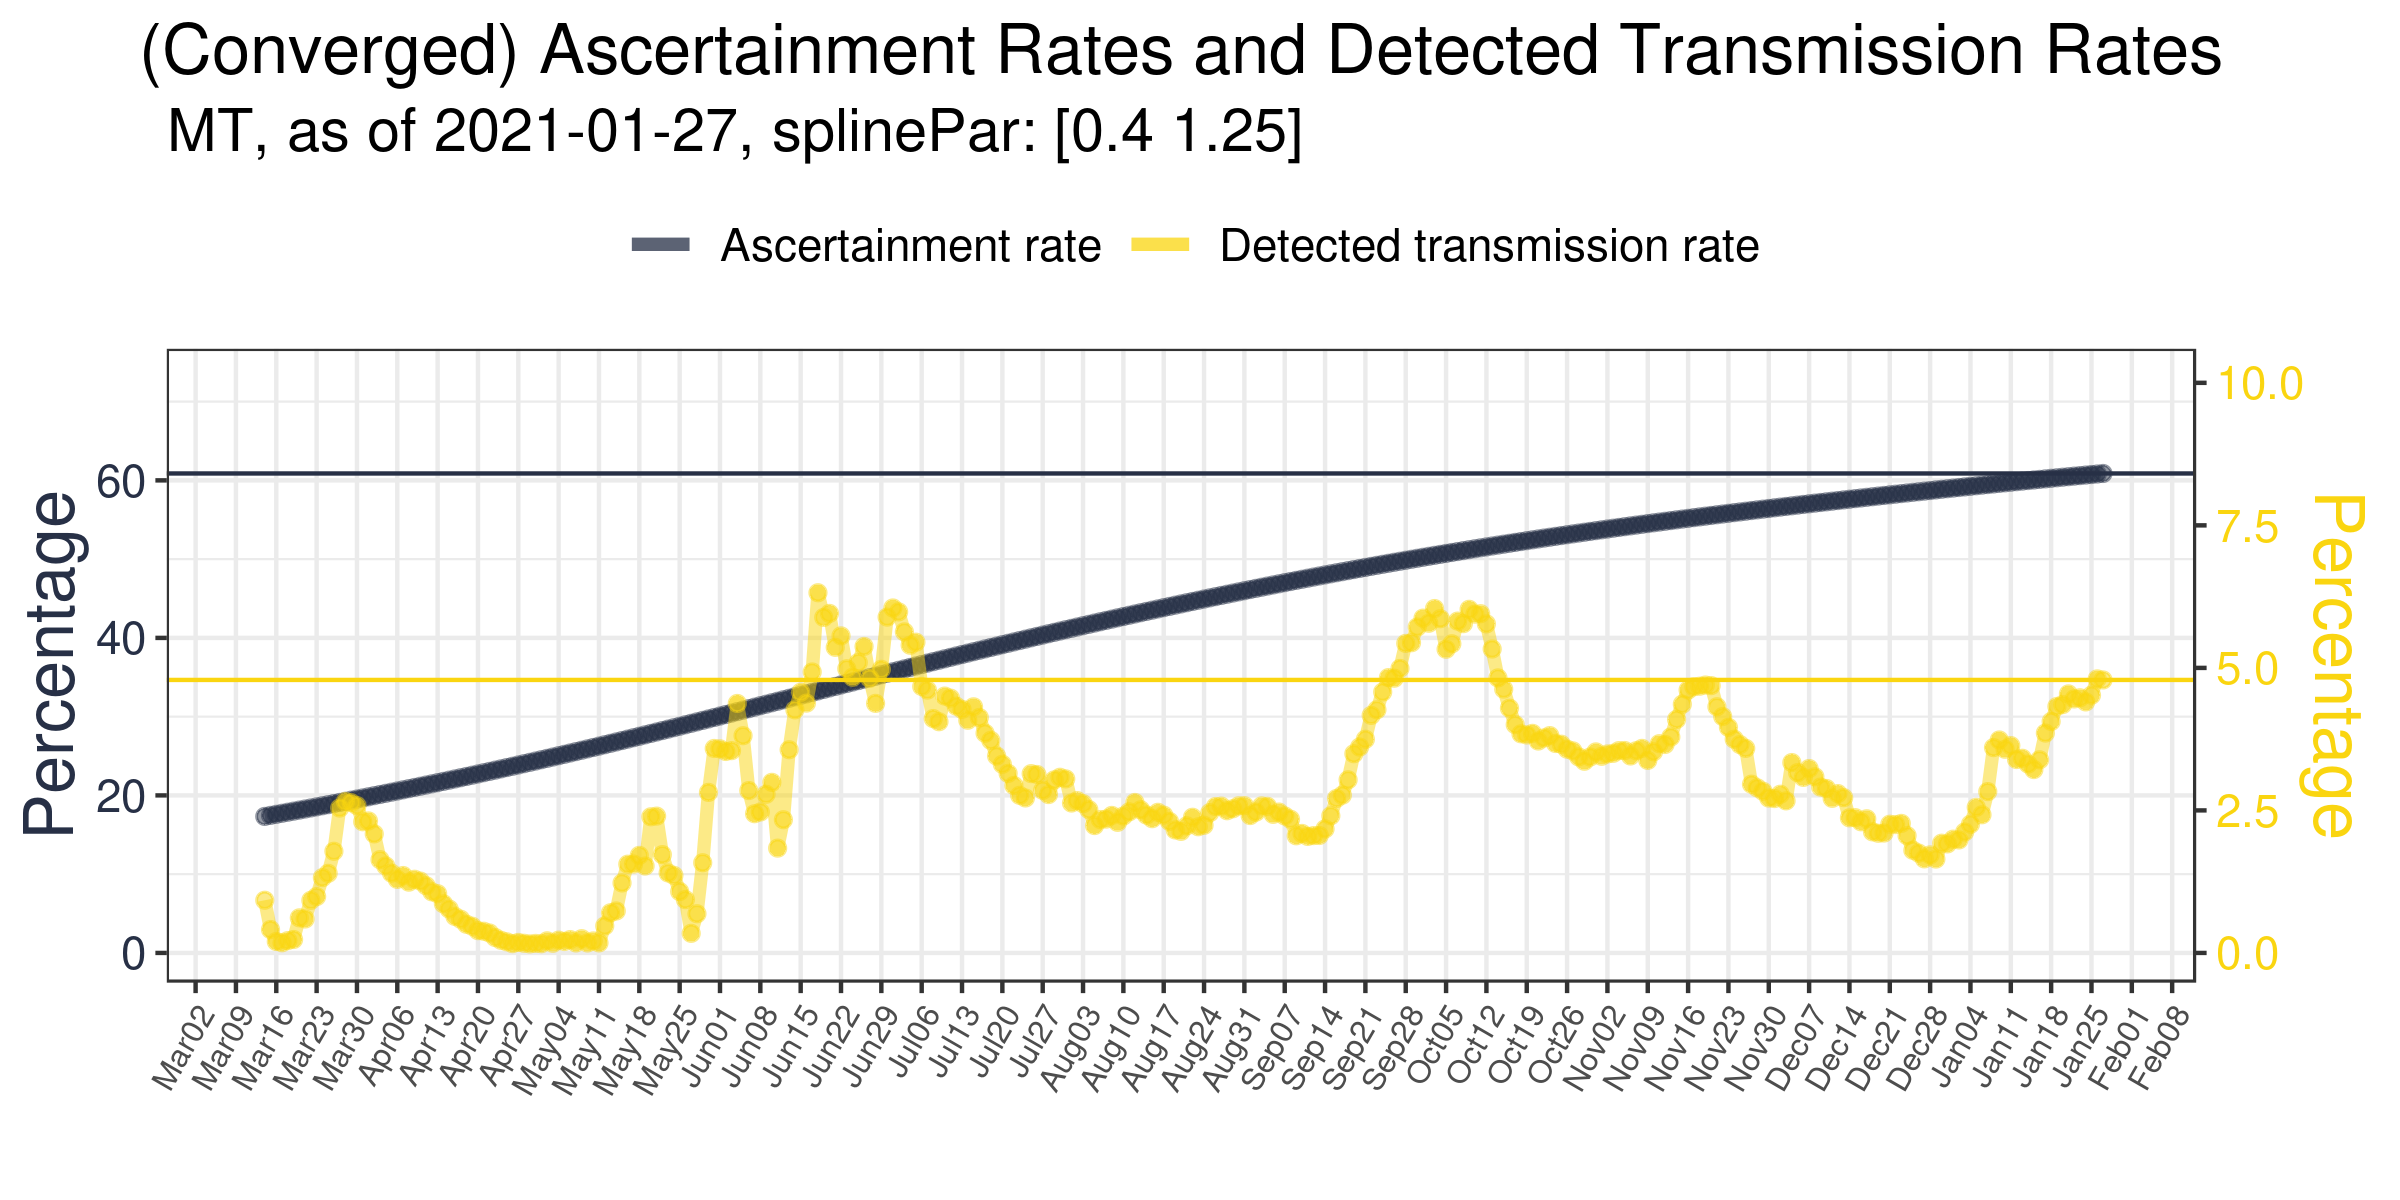 (Converged) Ascertainment Rates and Detected Transmission Rates
MT, as of 2021-01-27, splinePar: [0.4 1.25]
Ascertainment rate
Detected transmission rate
Percentage
60
40
20
0
10.0
7.5
5.0
2.5
0.0
Percentage
Mar02
Mar09
Mar16
Mar23
Mar30
Apr06
Apr13
Apr20
Apr27
May04
May11
May18
May25
Jun01
Jun08
Jun15
Jun22
Jun29
Jul06
Jul13
Jul20
Jul27
Aug03
Aug10
Aug17
Aug24
Aug31
Sep07
Sep14
Sep21
Sep28
Oct05
Oct12
Oct19
Oct26
Nov02
Nov09
Nov16
Nov23
Nov30
Dec07
Dec14
Dec21
Dec28
Jan04
Jan11
Jan18
Jan25
Feb01
Feb08